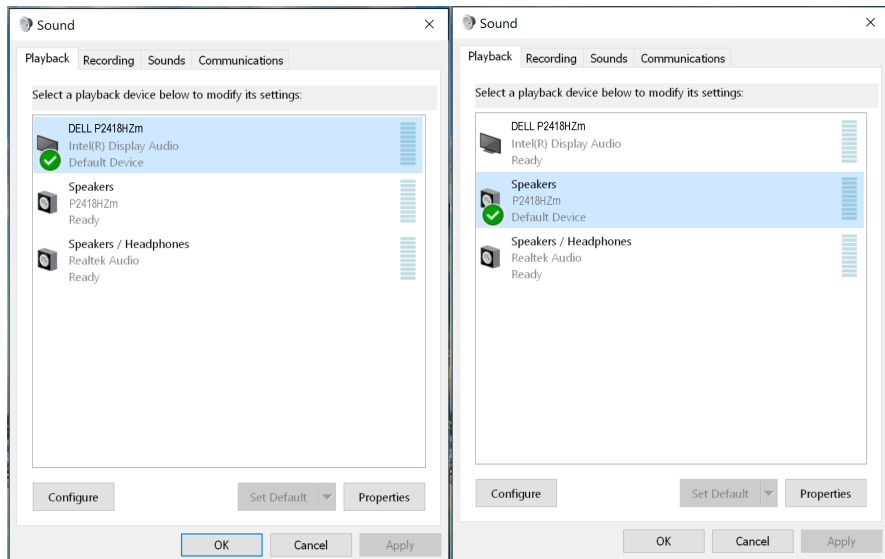 Sound
Playback Recording Sounds Communications
Select a playback device below to modify its settings:
DELL P2418HZm
Intel(R) Display Audio
Default Device
Speakers
P2418HZm
Ready
Speakers / Headphones
Realtek Audio
Ready
Configure Set Default Properties
OK Cancel Apply
Sound
Playback Recording Sounds Communications
Select a playback device below to modify its settings:
DELL P2418HZm
Intel(R) Display Audio
Ready
Speakers
P2418HZm
Default Device
Speakers / Headphones
Realtek Audio
Ready
Configure Set Default Properties
OK Cancel Apply